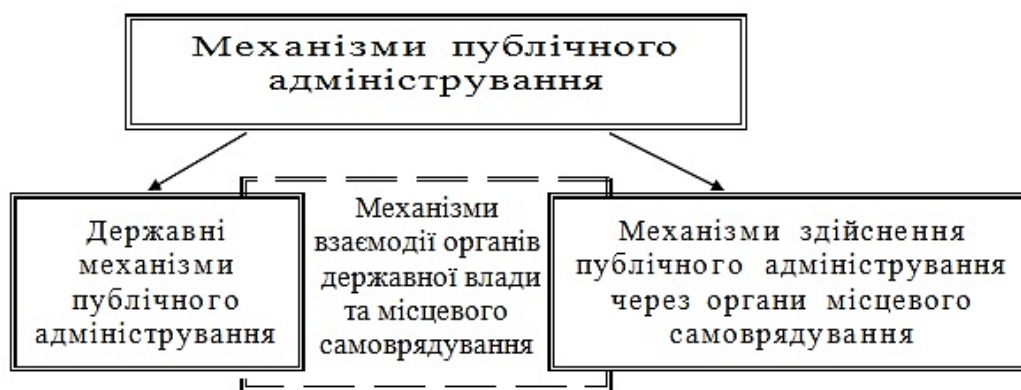 Механізми публічного
адміністрування
Державні
механізми
публічного
адміністрування
Механізми
взаємодії органів
державної влади
та місцевого
самоврядування
Механізми здійснення
публічного адміністрування
через органи місцевого
самоврядування